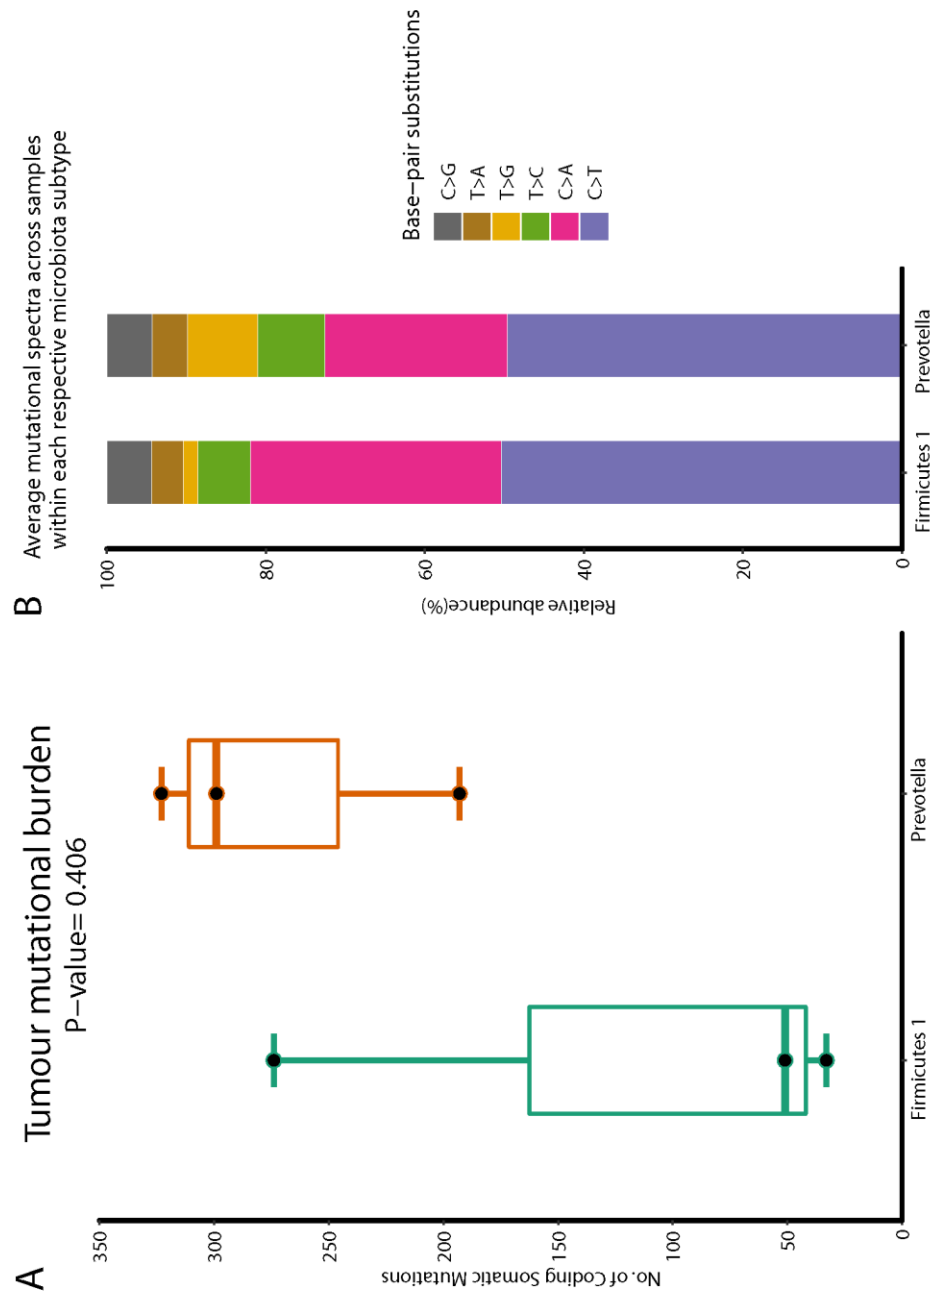 A
Tumour mutational burden
P−value= 0.406
No. of Coding Somatic Mutations
350
300
250
200
150
100
50
0
Firmicutes 1
Prevotella
B
Average mutational spectra across samples
within each respective microbiota subtype
Relative abundance(%)
100
80
60
40
20
0
Firmicutes 1
Prevotella
Base−pair substitutions
C>G
T>A
T>G
T>C
C>A
C>T